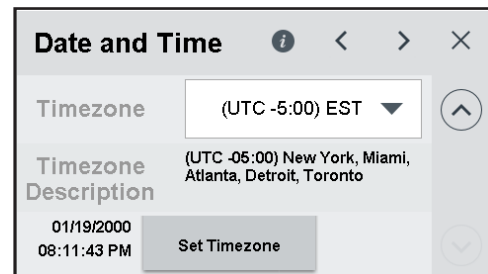 Date and Time
Timezone
(UTC -5:00) EST
Timezone
Description
(UTC -05:00) New York, Miami,
Atlanta, Detroit, Toronto
01/19/2000
08:11:43 PM
Set Timezone